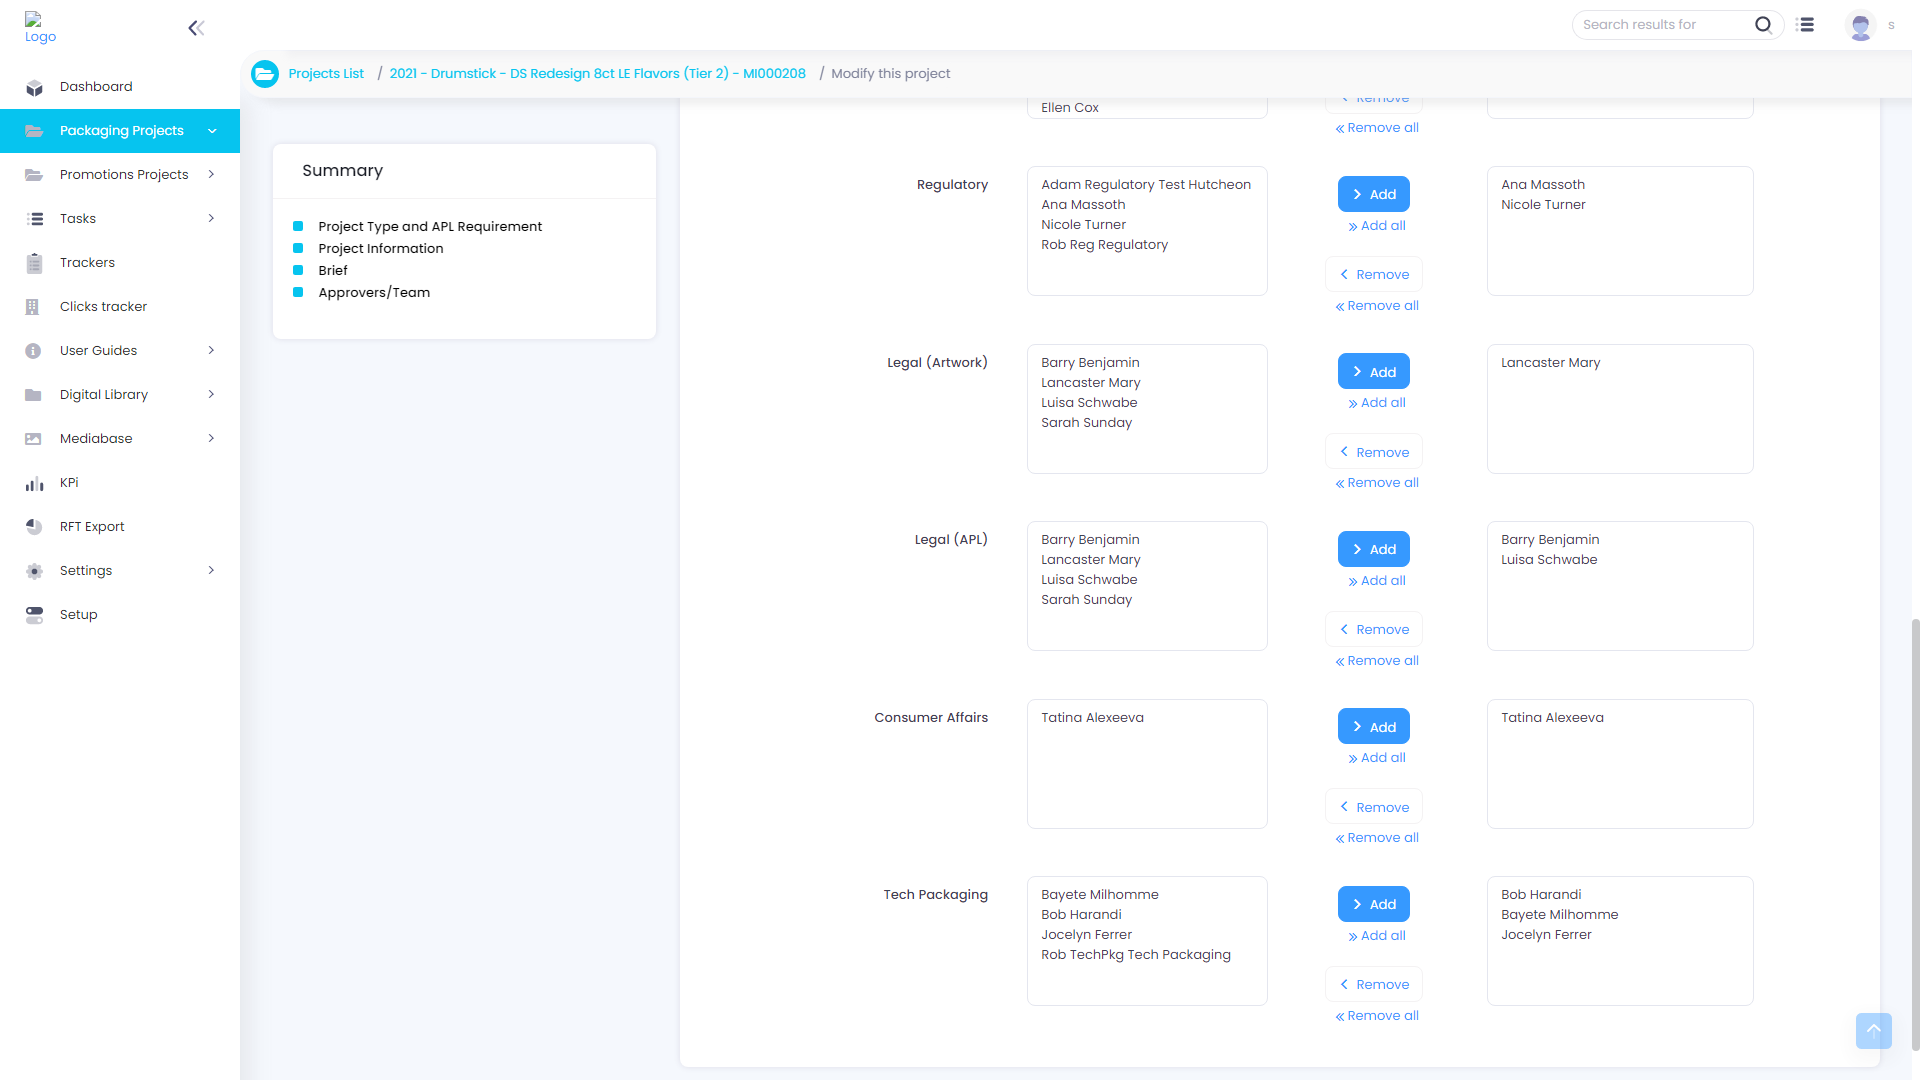 Logo
Search results for
s
Projects List / 2021 - Drumstick - DS Redesign 8ct LE Flavors (Tier 2) - MI000208 / Modify this project
Dashboard
Packaging Projects
Promotions Projects
Tasks
Trackers
Clicks tracker
User Guides
Digital Library
Mediabase
KPi
RFT Export
Settings
Setup
Summary
Project Type and APL Requirement
Project Information
Brief
Approvers/Team
Ellen Cox
Remove
Remove all
Regulatory
Adam Regulatory Test Hutcheon
Ana Massoth
Nicole Turner
Rob Reg Regulatory
Add
Add all
Remove
Remove all
Ana Massoth
Nicole Turner
Legal (Artwork)
Barry Benjamin
Lancaster Mary
Luisa Schwabe
Sarah Sunday
Add
Add all
Remove
Remove all
Lancaster Mary
Legal (APL)
Barry Benjamin
Lancaster Mary
Luisa Schwabe
Sarah Sunday
Add
Add all
Remove
Remove all
Barry Benjamin
Luisa Schwabe
Consumer Affairs
Tatina Alexeeva
Add
Add all
Remove
Remove all
Tatina Alexeeva
Tech Packaging
Bayete Milhomme
Bob Harandi
Jocelyn Ferrer
Rob TechPkg Tech Packaging
Add
Add all
Remove
Remove all
Bob Harandi
Bayete Milhomme
Jocelyn Ferrer